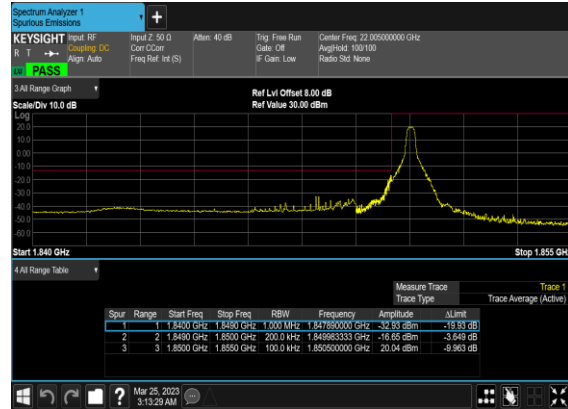 Spectrum Analyzer 1
Spurious Emissions
KEYSIGHT Input: RF Input Z: 50 Ω Atten: 40 dB Trig: Free Run Center Freq: 22.005000000 GHz
R T Coupling: DC Corr CCorr Gate: Off Avg|Hold: 100/100
Align: Auto Freq Ref: Int (S) IF Gain: Low Radio Std: None
PASS
3 All Range Graph
Ref Lvl Offset 8.00 dB
Scale/Div 10.0 dB Ref Value 30.00 dBm
Log
20.0
10.0
0.00
-10.0
-20.0
-30.0
-40.0
-50.0
-60.0
Start 1.840 GHz Stop 1.855 GH
4 All Range Table
Measure Trace Trace 1
Trace Type Trace Average (Active)
Spur Range Start Freq Stop Freq RBW Frequency Amplitude ΔLimit
1 1 1.8400 GHz 1.8490 GHz 1.000 MHz 1.847890000 GHz -32.93 dBm -19.93 dB
2 2 1.8490 GHz 1.8500 GHz 200.0 kHz 1.849983333 GHz -16.65 dBm -3.649 dB
3 3 1.8500 GHz 1.8550 GHz 100.0 kHz 1.850500000 GHz 20.04 dBm -9.963 dB
?
Mar 25, 2023
3:13:29 AM